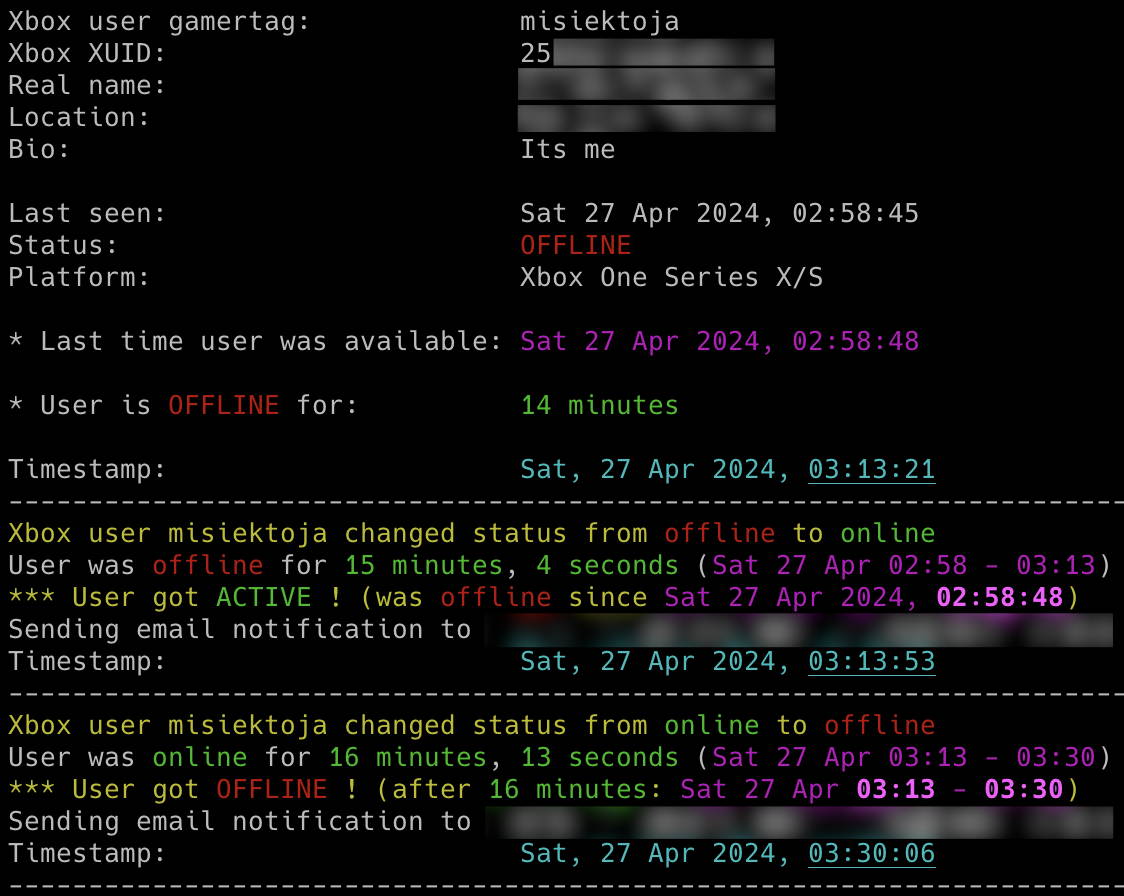 Xbox user gamertag: misiektoja
Xbox XUID: 25
Real name:
Location:
Bio: Its me
Last seen: Sat 27 Apr 2024, 02:58:45
Status: OFFLINE
Platform: Xbox One Series X/S
* Last time user was available: Sat 27 Apr 2024, 02:58:48
* User is OFFLINE for: 14 minutes
Timestamp: Sat, 27 Apr 2024, 03:13:21
----------------------------------------------------------------------
Xbox user misiektoja changed status from offline to online
User was offline for 15 minutes, 4 seconds (Sat 27 Apr 02:58 - 03:13)
*** User got ACTIVE ! (was offline since Sat 27 Apr 2024, 02:58:48)
Sending email notification to
Timestamp: Sat, 27 Apr 2024, 03:13:53
----------------------------------------------------------------------
Xbox user misiektoja changed status from online to offline
User was online for 16 minutes, 13 seconds (Sat 27 Apr 03:13 - 03:30)
*** User got OFFLINE ! (after 16 minutes: Sat 27 Apr 03:13 - 03:30)
Sending email notification to
Timestamp: Sat, 27 Apr 2024, 03:30:06
----------------------------------------------------------------------